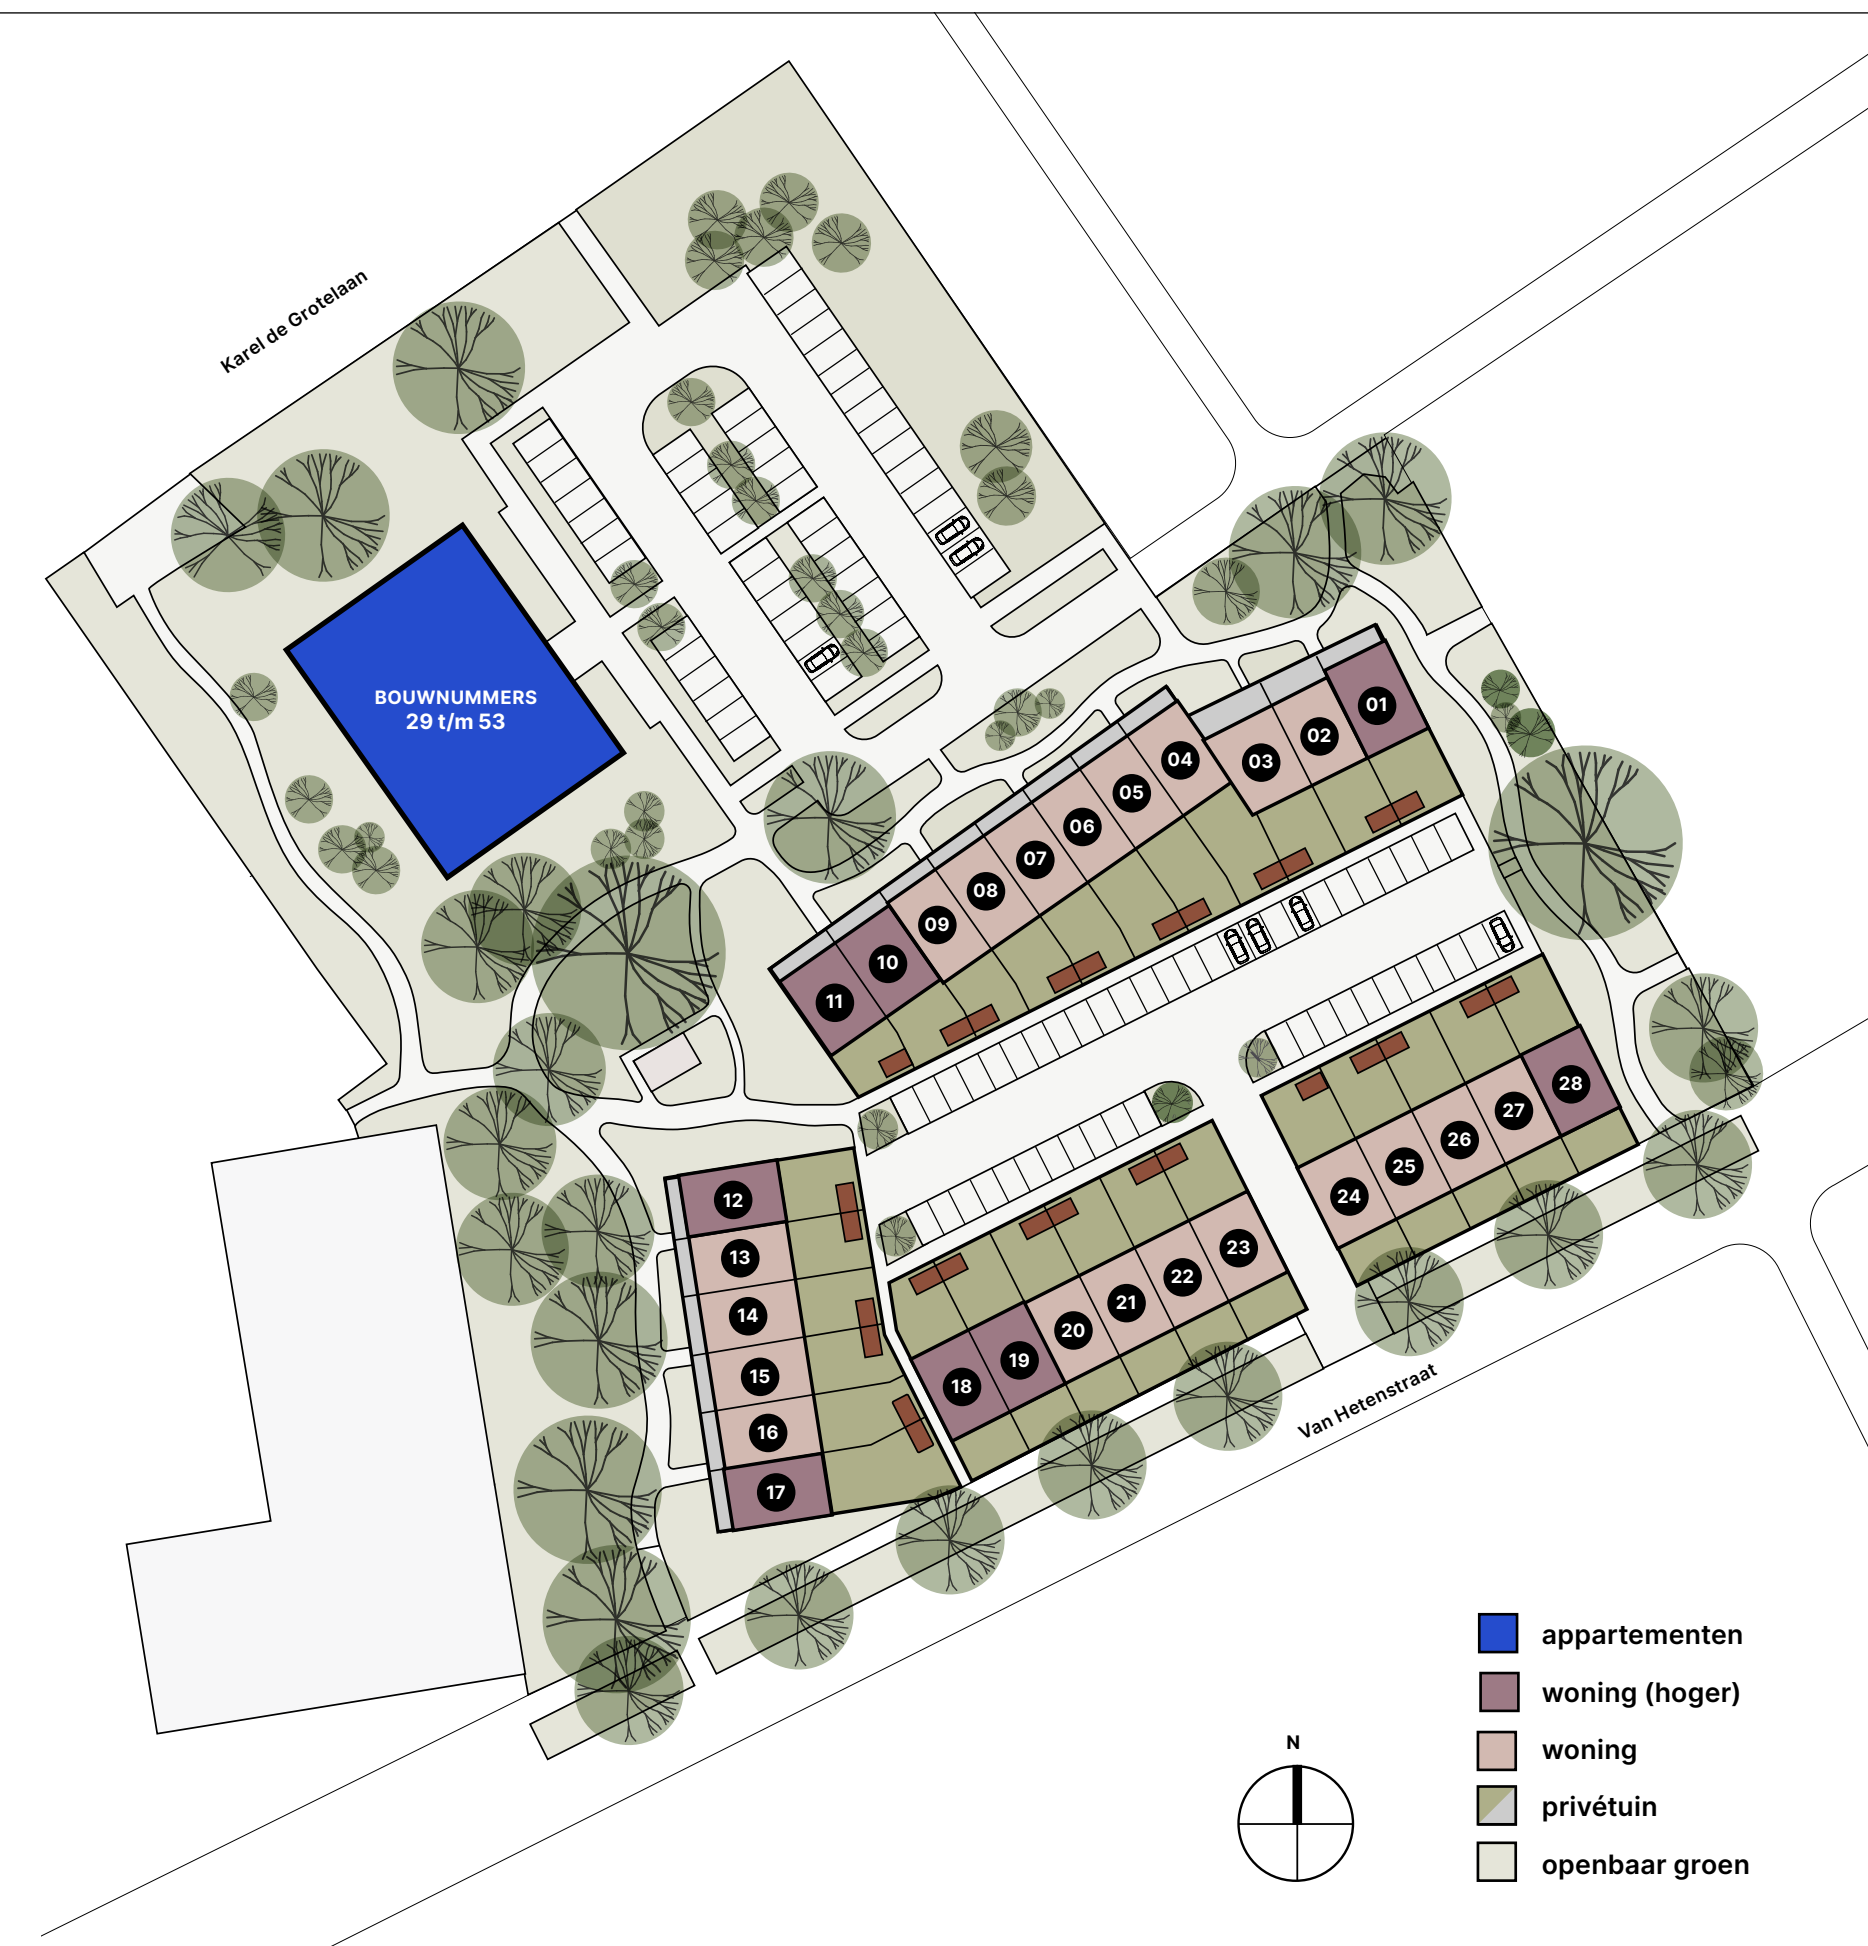 Karel de Grotelaan
BOUWNUMMERS
29 t/m 53
01
02
03
04
05
06
07
08
09
10
11
12
13
14
15
16
17
18
19
20
21
22
23
24
25
26
27
28
Van Hetenstraat
N
appartementen
woning (hoger)
woning
privétuin
openbaar groen